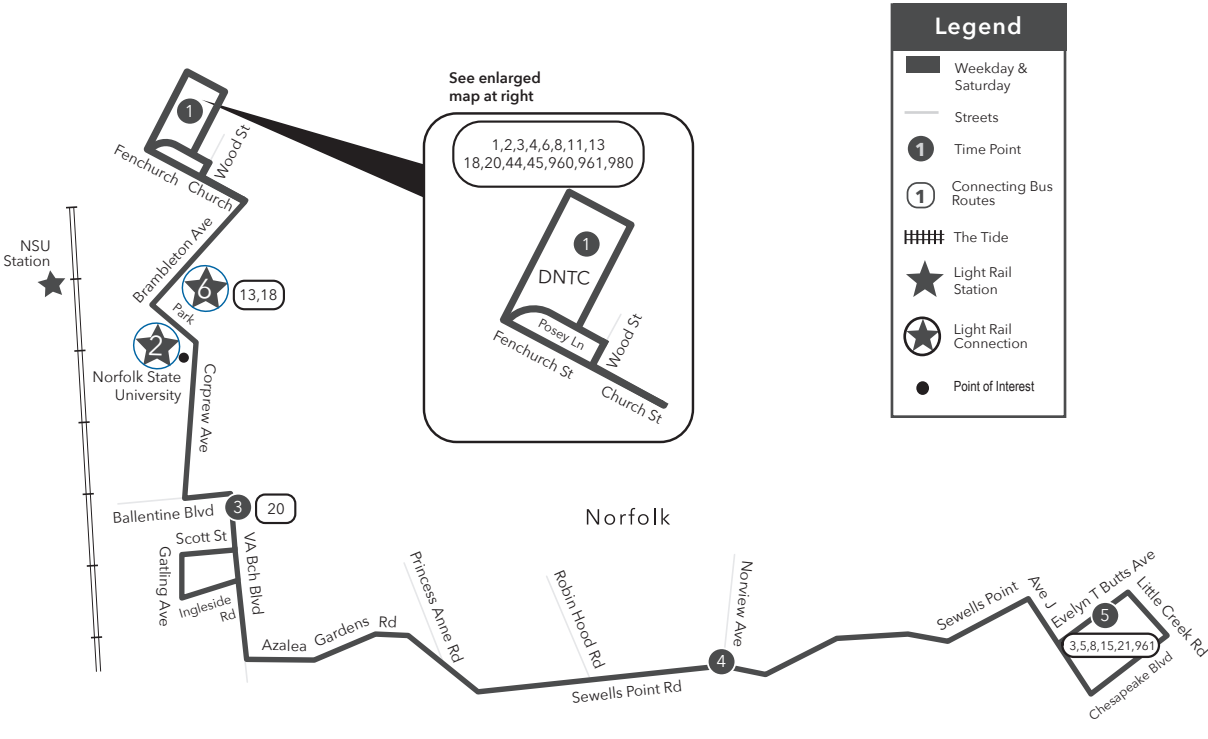 Legend
Weekday &
Saturday
Streets
1
Time Point
1
Connecting Bus
Routes
The Tide
Light Rail
Station
Light Rail
Connection
Point of Interest
See enlarged
map at right
1,2,3,4,6,8,11,13
18,20,44,45,960,961,980
1
DNTC
Posey Ln
Wood St
Fenchurch St
Church St
1
Wood St
Fenchurch
Church
Brambleton Ave
NSU
Station
6
13,18
Park
2
Norfolk State
University
Corprew Ave
Ballentine Blvd
3
20
Scott St
Gatling Ave
Ingleside
Rd
VA Bch Blvd
Azalea
Gardens
Rd
Princess Anne Rd
Robin Hood Rd
Norfolk
Norview Ave
4
Sewells Point Rd
Sewells Point
Ave J
Evelyn T Butts Ave
5
Little Creek Rd
3,5,8,15,21,961
Chesapeake Blvd